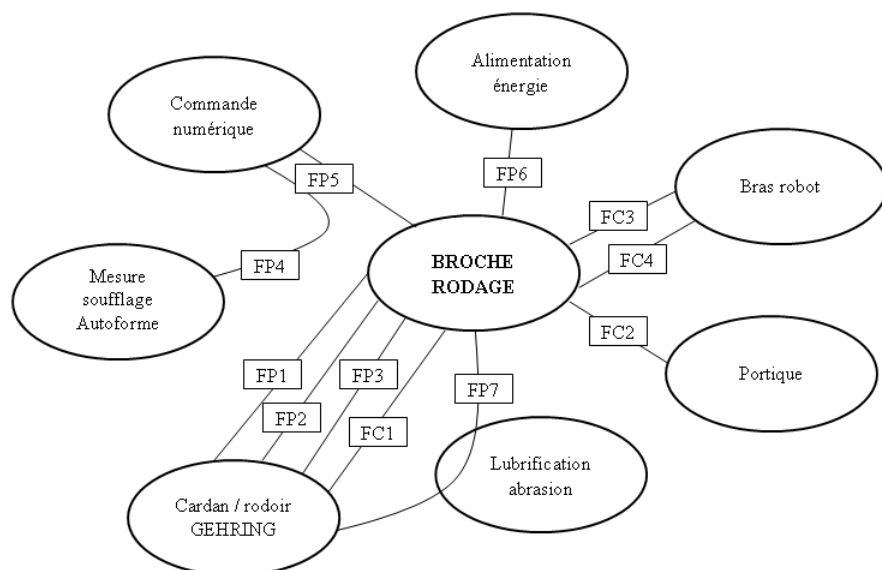 Alimentation
énergie
Commande
numérique
FP5
FP6
Bras robot
FC3
FC4
BROCHE
RODAGE
FP4
Mesure
soufflage
Autoforme
FC2
Portique
FP1
FP3
FP7
FP2
FC1
Lubrification
abrasion
Cardan / rodoir
GEHRING